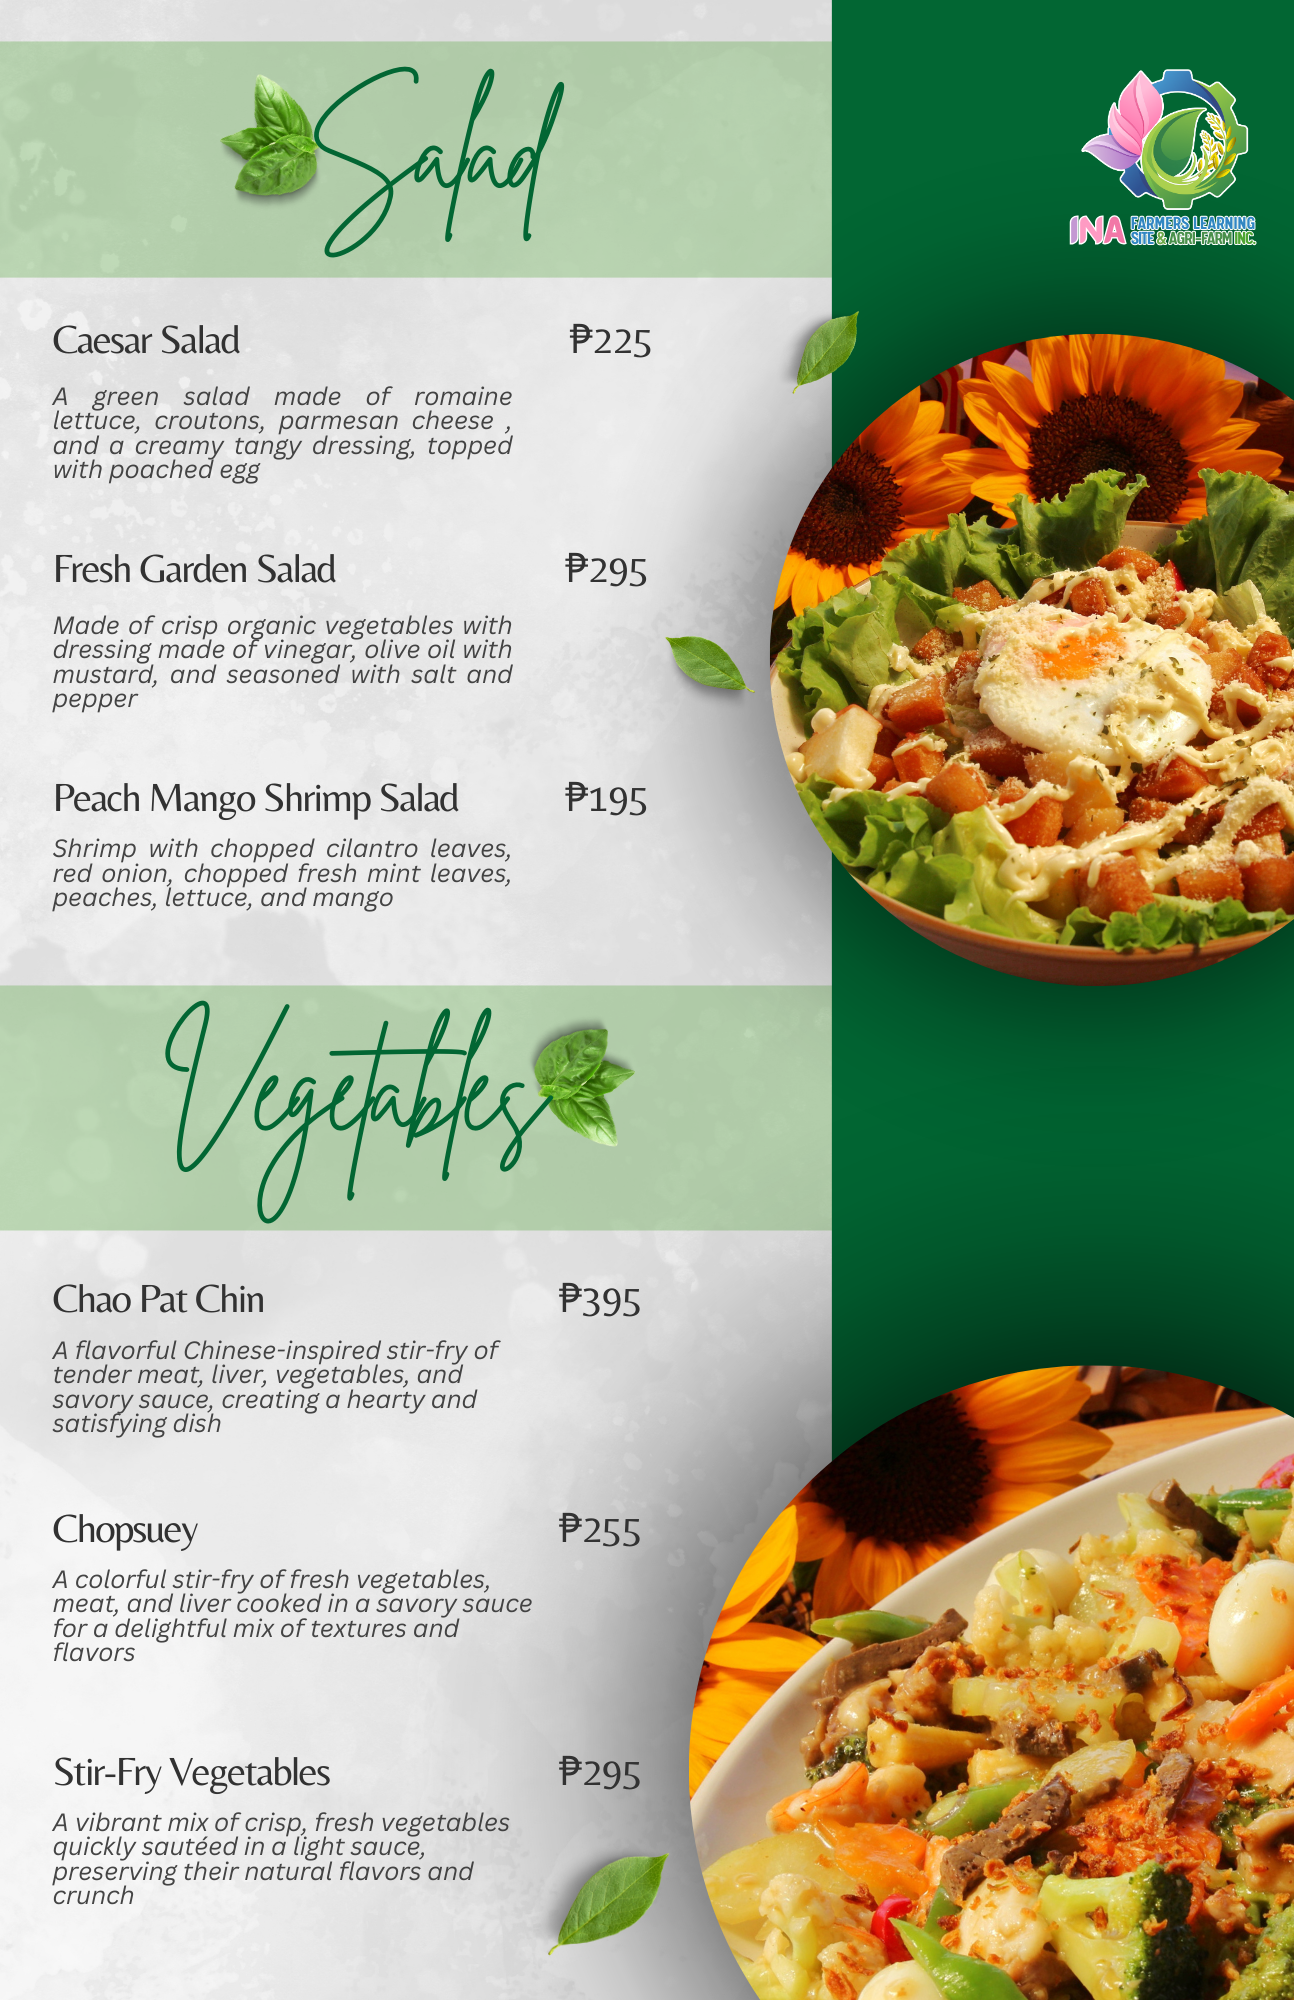 Salad
INA FARMERS LEARNING
SITE & AGRI-FARM INC.
Caesar Salad ₱225
A green salad made of romaine
lettuce, croutons, parmesan cheese ,
and a creamy tangy dressing, topped
with poached egg
Fresh Garden Salad ₱295
Made of crisp organic vegetables with
dressing made of vinegar, olive oil with
mustard, and seasoned with salt and
pepper
Peach Mango Shrimp Salad ₱195
Shrimp with chopped cilantro leaves,
red onion, chopped fresh mint leaves,
peaches, lettuce, and mango
Vegetables
Chao Pat Chin ₱395
A flavorful Chinese-inspired stir-fry of
tender meat, liver, vegetables, and
savory sauce, creating a hearty and
satisfying dish
Chopsuey ₱255
A colorful stir-fry of fresh vegetables,
meat, and liver cooked in a savory sauce
for a delightful mix of textures and
flavors
Stir-Fry Vegetables ₱295
A vibrant mix of crisp, fresh vegetables
quickly sautéed in a light sauce,
preserving their natural flavors and
crunch